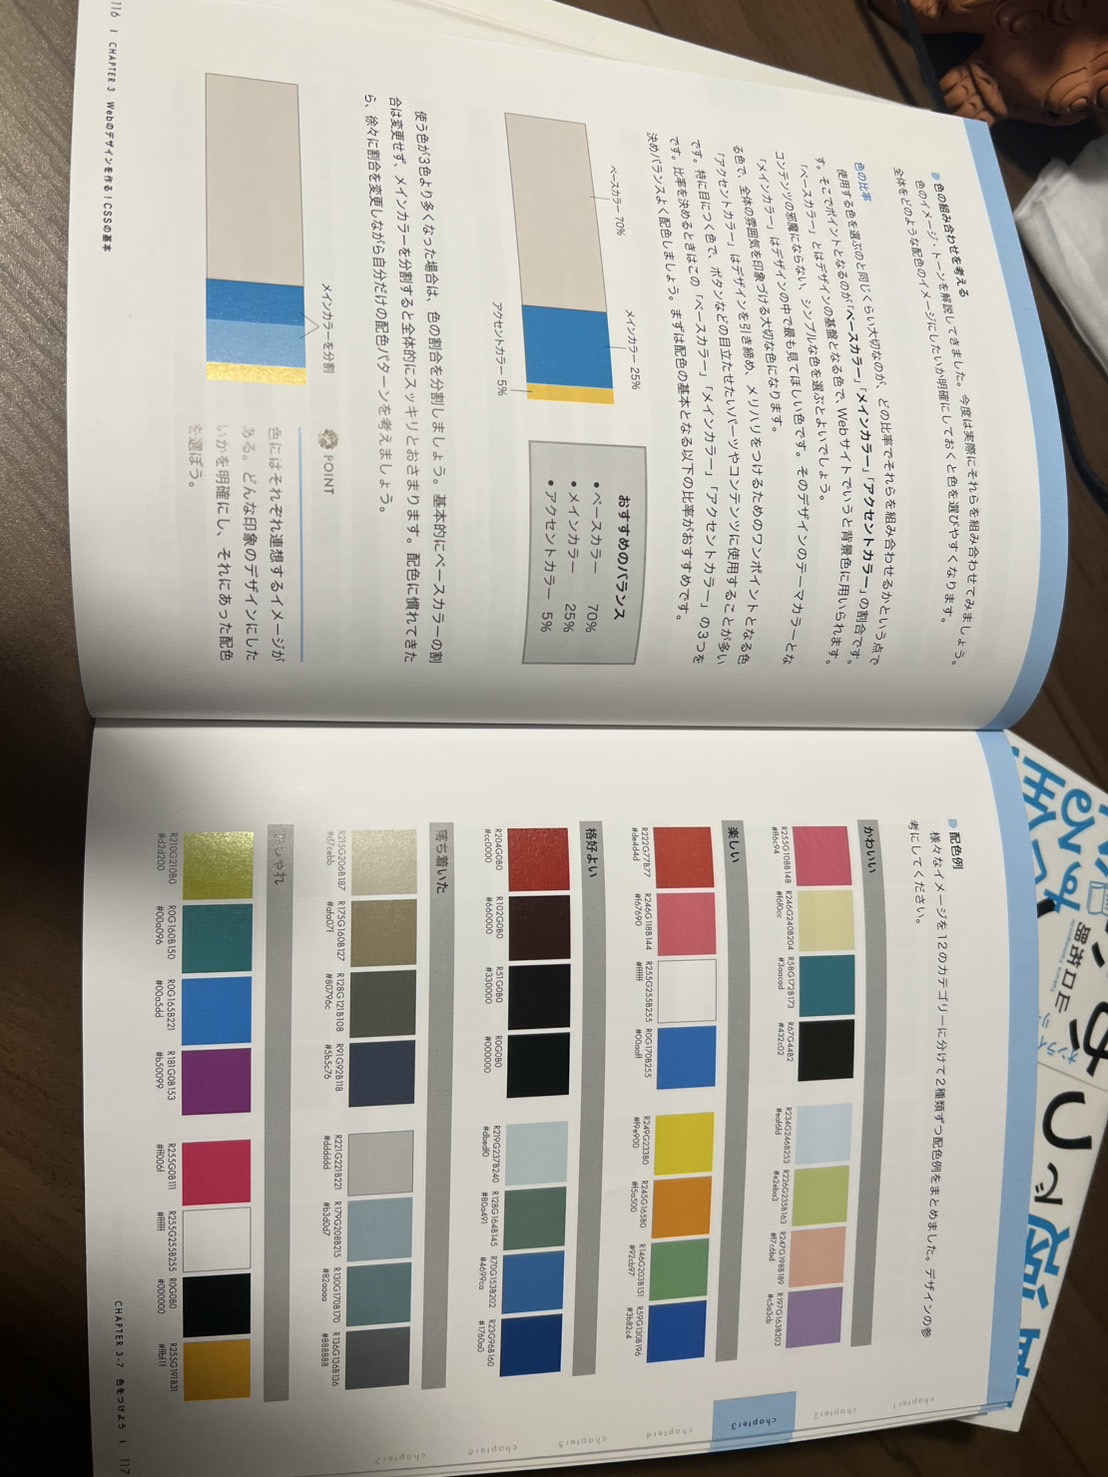 色の組み合わせを考える
色のイメージ・トーンを解説してきました。今度は実際にそれらを組み合わせてみましょう。
全体をどのような配色のイメージにしたいか明確にしておくと色を選びやすくなります。
色の比率
使用する色を選ぶのと同じくらい大切なのが、どの比率でそれらを組み合わせるかという点で
す。そこでポイントとなるのが「ベースカラー」「メインカラー」「アクセントカラー」の割合です。
「ベースカラー」とはデザインの基盤となる色で、Webサイトでいうと背景色に用いられます。
コンテンツの邪魔にならない、シンプルな色を選ぶとよいでしょう。
「メインカラー」はデザインの中で最も見てほしい色です。そのデザインのテーマカラーとな
る色で、全体の雰囲気を印象づける大切な色になります。
「アクセントカラー」はデザインを引き締め、メリハリをつけるためのワンポイントとなる色
です。特に目につく色で、ボタンなどの目立たせたいパーツやコンテンツに使用することが多い
です。比率を決めるときはこの「ベースカラー」「メインカラー」「アクセントカラー」の3つを
決めバランスよく配色しましょう。まずは配色の基本となる以下の比率がおすすめです。
ベースカラー 70%
メインカラー 25%
アクセントカラー 5%
おすすめのバランス
•ベースカラー 70%
•メインカラー 25%
•アクセントカラー 5%
使う色が3色より多くなった場合は、色の割合を分割しましょう。基本的にベースカラーの割
合は変更せず、メインカラーを分割すると全体的にスッキリとおさまります。配色に慣れてきた
ら、徐々に割合を変更しながら自分だけの配色パターンを考えましょう。
メインカラーを分割
POINT
色にはそれぞれ連想するイメージが
ある。どんな印象のデザインにした
いかを明確にし、それにあった配色
を選ぼう。
116 | CHAPTER 3 Webのデザインを作る！CSSの基本
配色例
様々なイメージを12のカテゴリーに分けて2種類ずつ配色例をまとめました。デザインの参
考にしてください。
かわいい
R255G108B148 R246G240B204 R58G172B173 R67G44B2 R234G246B253 R226G235B163 R247G198B189 R197G163B203
#ff6c94 #f6f0cc #3aacad #432c02 #eaf6fd #e2eba3 #f7c6bd #c5a3cb
楽しい
R222G77B77 R246G118B144 R255G255B255 R0G170B255 R249G233B0 R245G165B0 R146G203B151 R59G130B196
#de4d4d #f67690 #ffffff #00aaff #f9e900 #f5a500 #92cb97 #3b82c4
格好よい
R204G0B0 R102G0B0 R51G0B0 R0G0B0 R219G237B240 R128G164B145 R70G153B202 R23G96B160
#cc0000 #660000 #330000 #000000 #dbedf0 #80a491 #4699ca #1760a0
落ち着いた
R215G206B187 R175G160B127 R128G121B108 R91G92B118 R221G221B221 R179G208B215 R130G170B170 R136G136B136
#d7cebb #afa07f #80796c #5b5c76 #dddddd #b3d0d7 #82aaaa #888888
おしゃれ
R210G210B0 R0G160B150 R0G165B221 R181G0B153 R255G0B111 R255G255B255 R0G0B0 R255G191B31
#d2d200 #00a096 #00a5dd #b50099 #ff006f #ffffff #000000 #ffbf1f
chapter1
chapter2
chapter3
chapter4
chapter5
chapter6
chapter7
CHAPTER 3-7 色をつけよう | 117